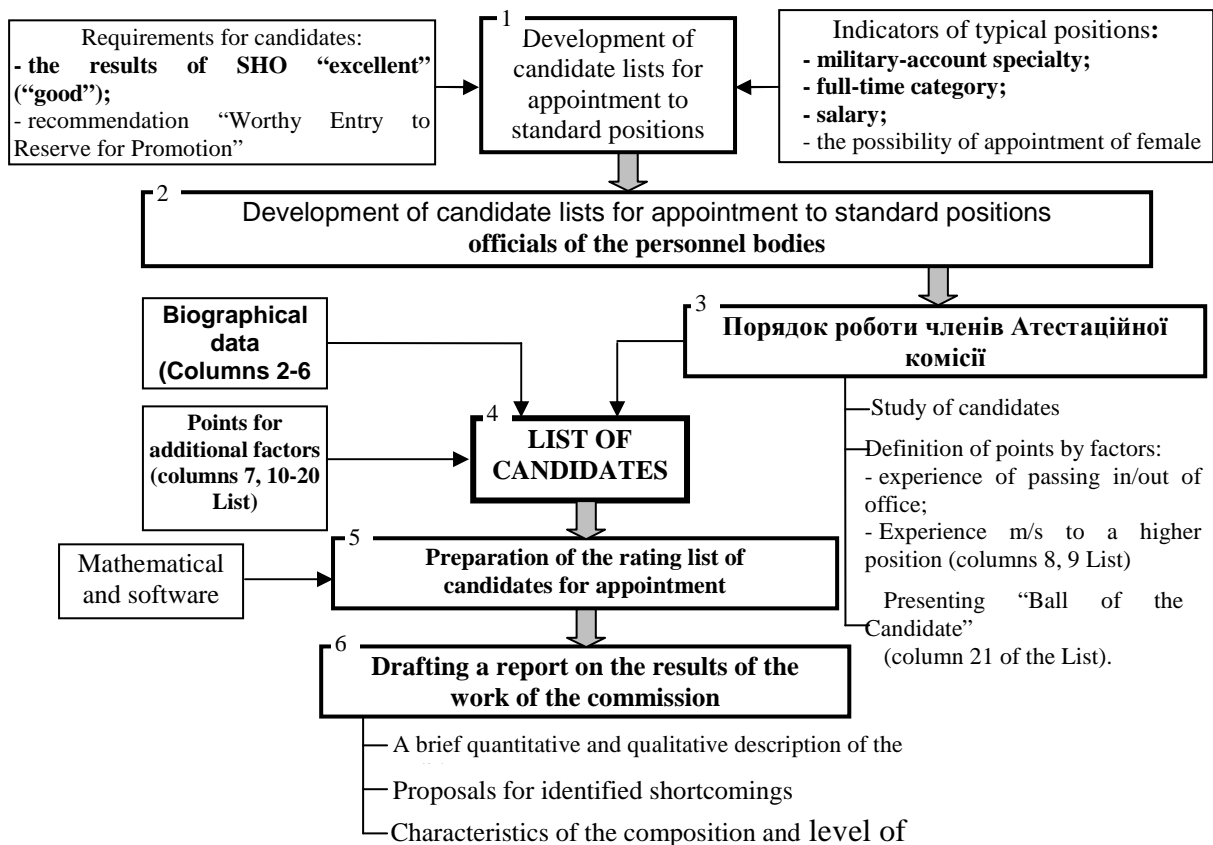 Requirements for candidates:
- the results of SHO “excellent”
(“good”);
- recommendation “Worthy Entry to
Reserve for Promotion”
1
Development of
candidate lists for
appointment to
standard positions
Indicators of typical positions:
- military-account specialty;
- full-time category;
- salary;
- the possibility of appointment of female
2
Development of candidate lists for appointment to standard positions
officials of the personnel bodies
3
Порядок роботи членів Атестаційної
комісії
Biographical
data
(Columns 2-6
Points for
additional factors
(columns 7, 10-20
List)
4
LIST OF
CANDIDATES
Study of candidates
Definition of points by factors:
- experience of passing in/out of
office;
- Experience m/s to a higher
position (columns 8, 9 List)
Presenting “Ball of the
Candidate”
(column 21 of the List).
Mathematical
and software
5
Preparation of the rating list of
candidates for appointment
6
Drafting a report on the results of the
work of the commission
A brief quantitative and qualitative description of the
Proposals for identified shortcomings
Characteristics of the composition and level of